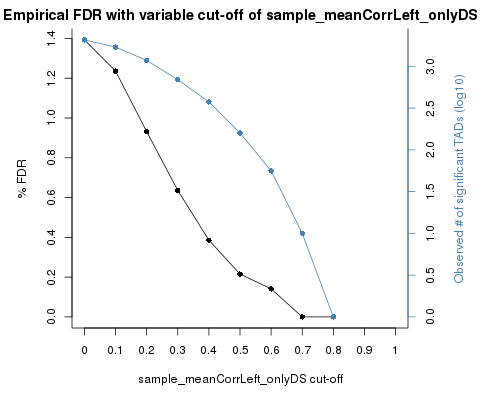 Empirical FDR with variable cut-off of sample_meanCorrLeft_onlyDS
% FDR
0.0 0.2 0.4 0.6 0.8 1.0 1.2 1.4
0.0 0.5 1.0 1.5 2.0 2.5 3.0
Observed # of significant TADs (log10)
0 0.1 0.2 0.3 0.4 0.5 0.6 0.7 0.8 0.9 1
sample_meanCorrLeft_onlyDS cut-off